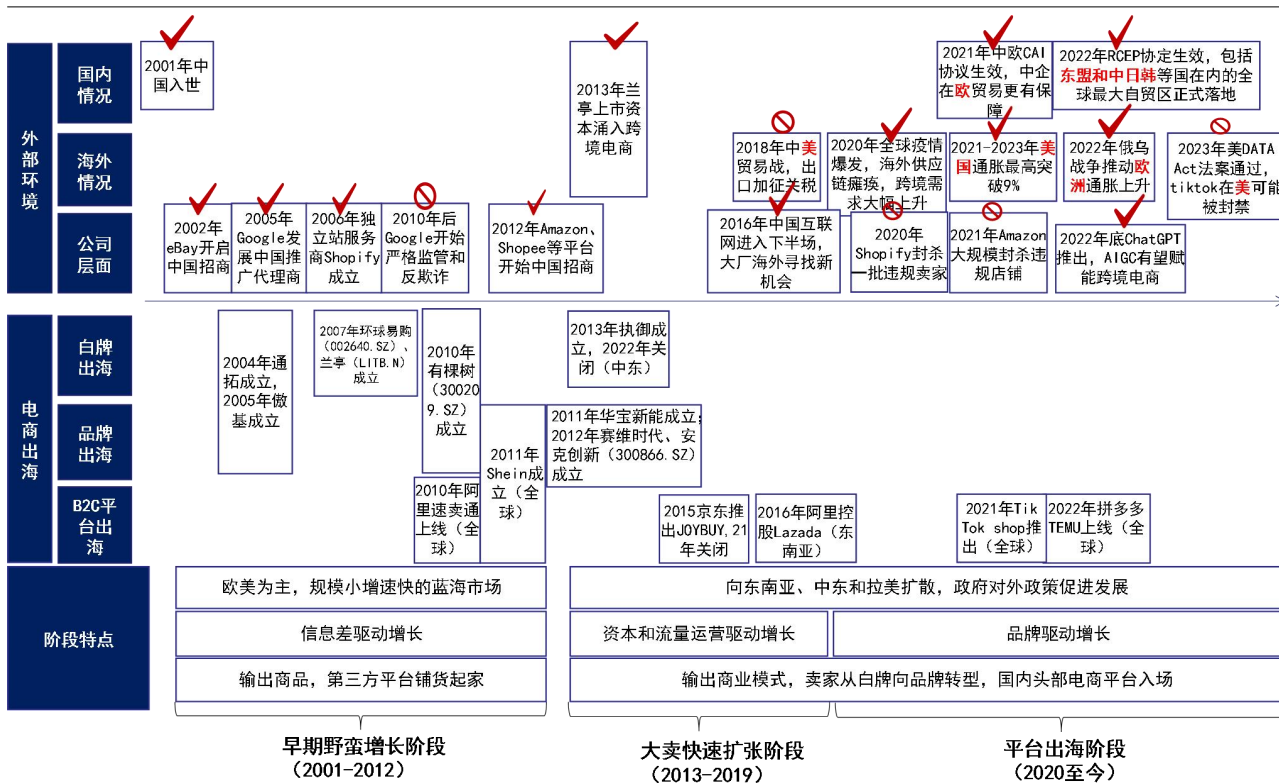 外部环境
国内
情况
2001年中
国入世
2013年兰
亭上市资
本涌入跨
境电商
2021年中欧CAI
协议生效，中企
在欧贸易更有保
障
2022年RCEP协定生效，包括
东盟和中日韩等国在内的全
球最大自贸区正式落地
海外
情况
2018年中美
贸易战，出
口加征关税
2020年全球疫情
爆发，海外供应
链瘫痪，跨境需
求大幅上升
2021-2023年美
国通胀最高突
破9%
2022年俄乌
战争推动欧
洲通胀上升
2023年美DATA
Act法案通过，
tiktok在美可能
被封禁
公司
层面
2002年
eBay开启
中国招商
2005年
Google发
展中国推
广代理商
2006年独
立站服务
商Shopify
成立
2010年后
Google开始
严格监管和
反欺诈
2012年Amazon、
Shopee等平台
开始中国招商
2016年中国互联
网进入下半场，
大厂海外寻找新
机会
2020年
Shopify封杀
一批违规卖家
2021年Amazon
大规模封杀违
规店铺
2022年底ChatGPT
推出，AIGC有望赋
能跨境电商
电商出海
白牌
出海
2004年通
拓成立，
2005年傲
基成立
2007年环球易购
(002640.SZ)、
兰亭（LITB.N）
成立
2010年
有棵树
（30020
9.SZ）
成立
2013年执御成
立，2022年关
闭（中东）
品牌
出海
2011年
Shein成
立（全
球）
2011年华宝新能成立；
2012年赛维时代、安
克创新（300866.SZ）
成立
B2C平
台出
海
2010年阿
里速卖通
上线（全
球）
2015京东推
出JOYBUY,21
年关闭
2016年阿里控
股Lazada（东
南亚）
2021年Tik
Tok shop推
出（全球）
2022年拼多多
TEMU上线（全
球）
阶段特点
欧美为主，规模小增速快的蓝海市场
向东南亚、中东和拉美扩散，政府对外政策促进发展
信息差驱动增长
资本和流量运营驱动增长
品牌驱动增长
输出商品，第三方平台铺货起家
输出商业模式，卖家从白牌向品牌转型，国内头部电商平台入场
早期野蛮增长阶段
（2001-2012）
大卖快速扩张阶段
（2013-2019）
平台出海阶段
（2020至今）